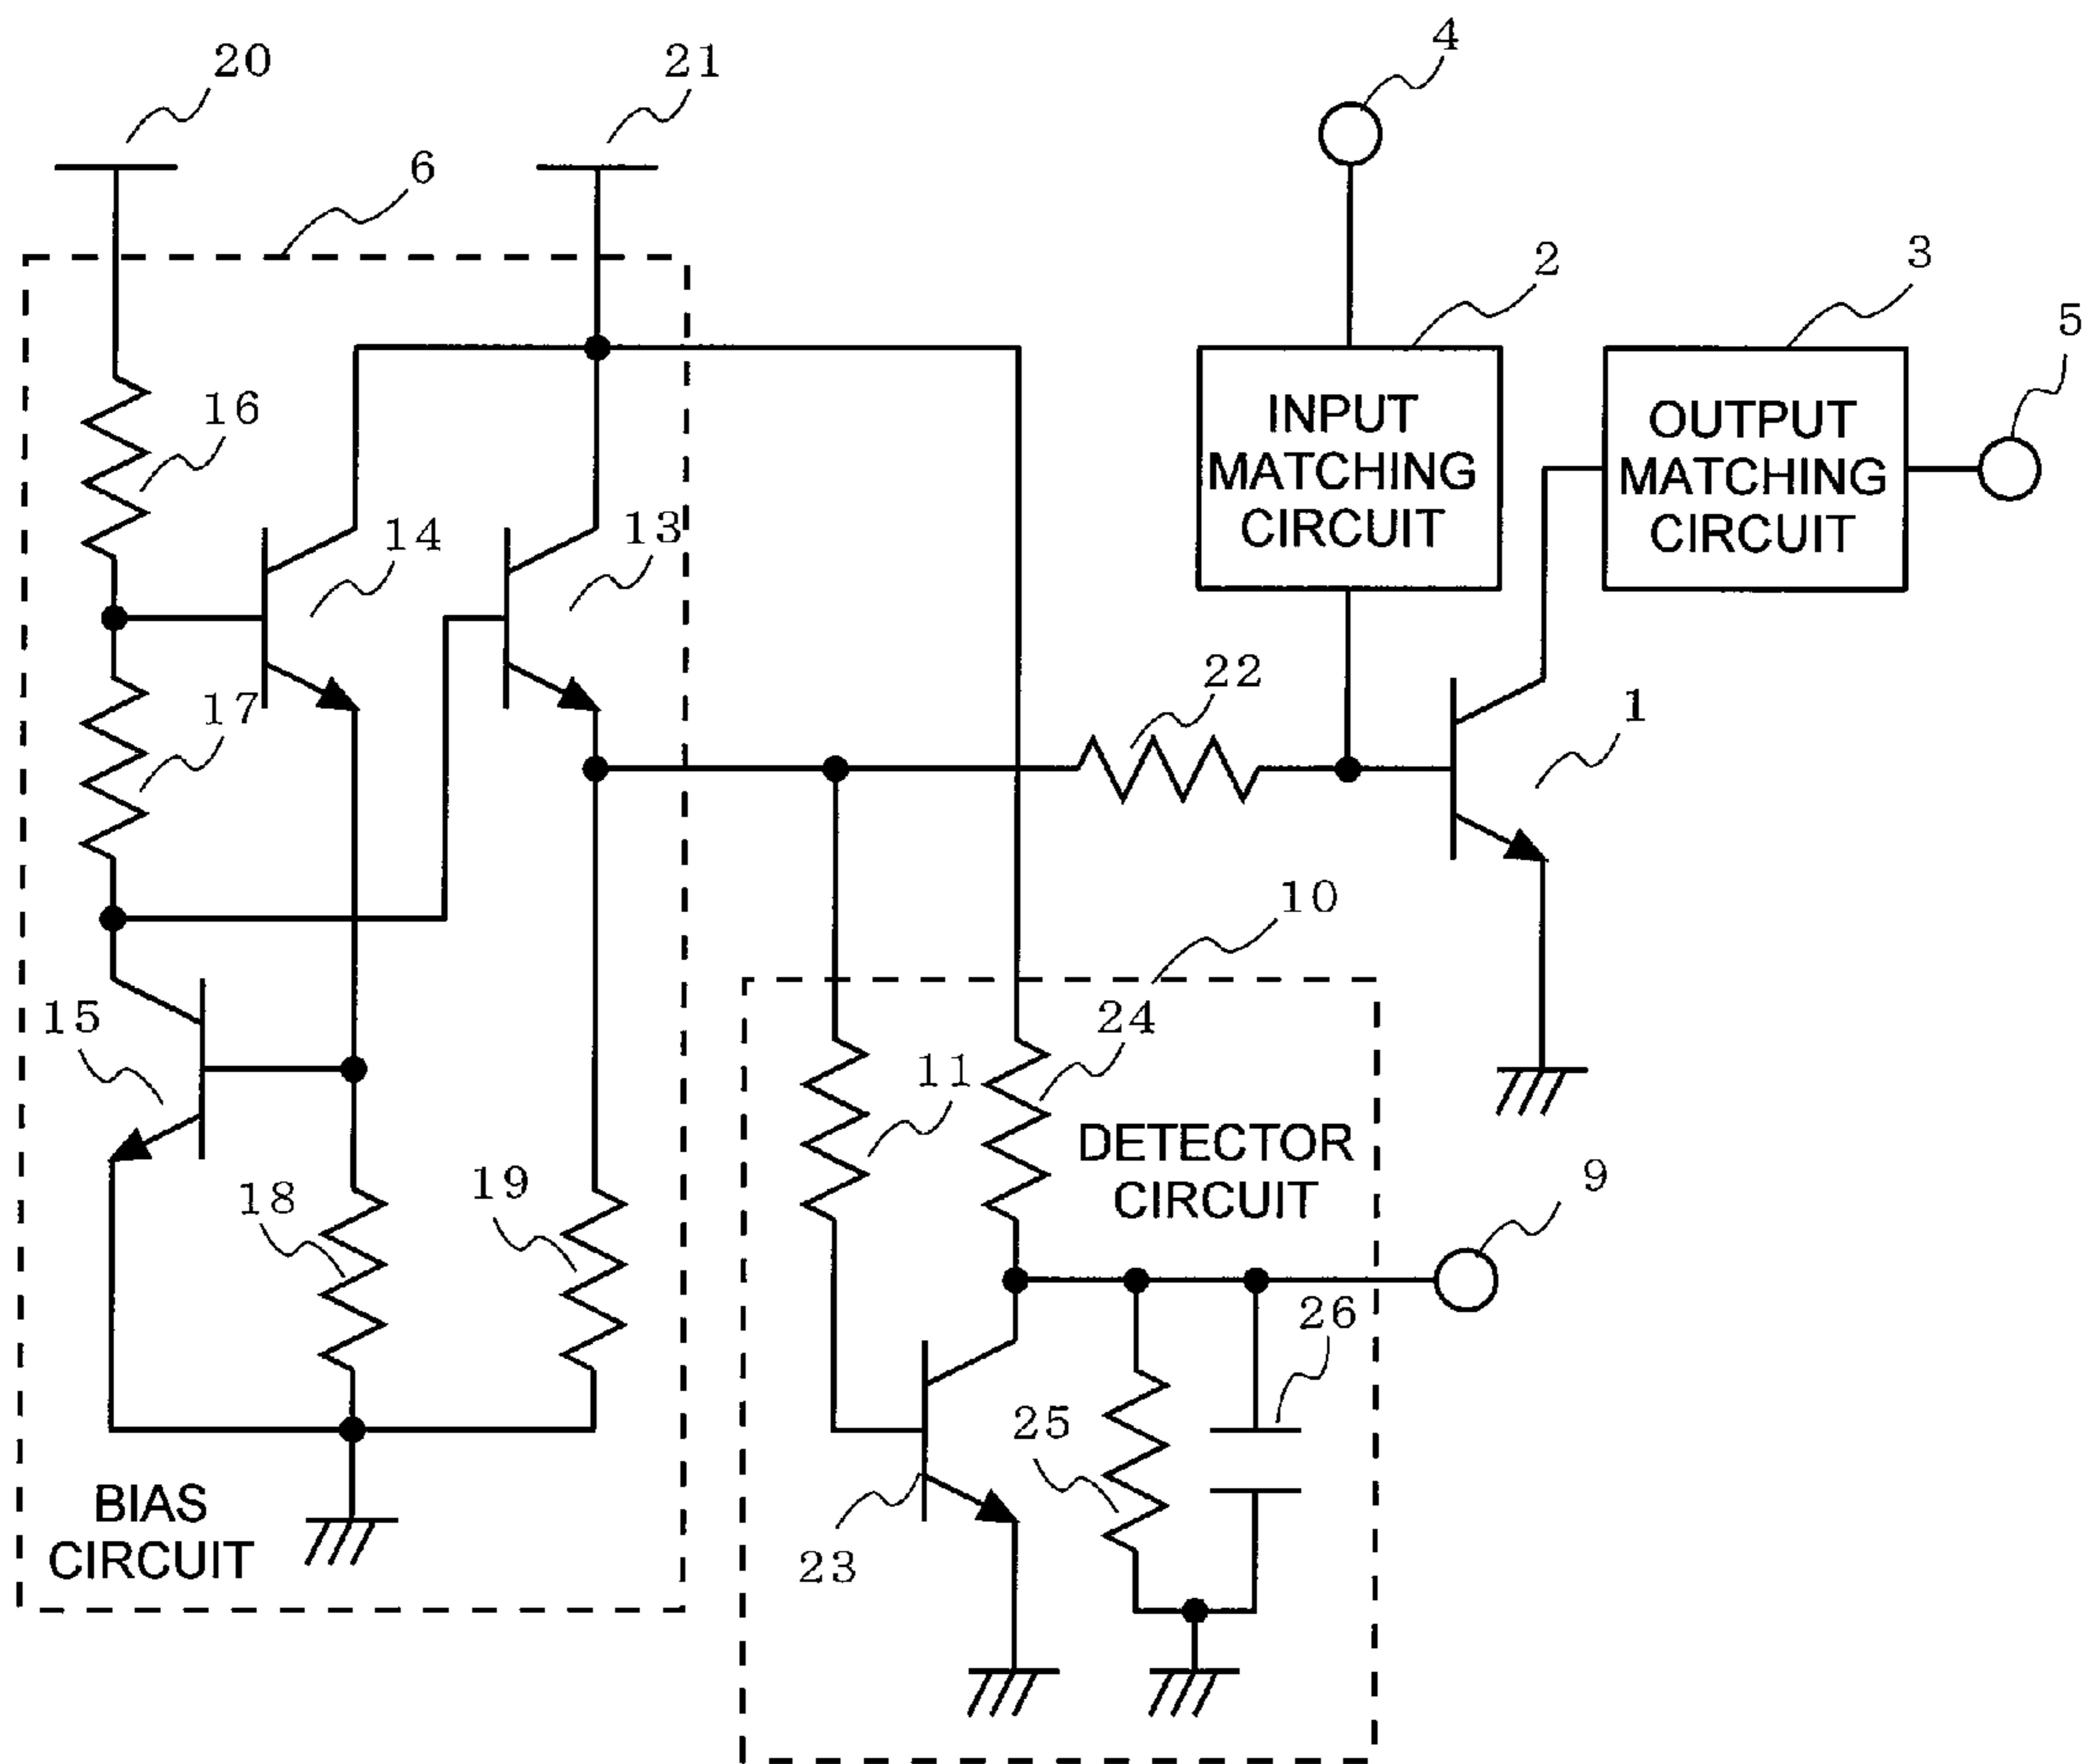 20
21
4
6
2
3
5
16
INPUT
MATCHING
CIRCUIT
OUTPUT
MATCHING
CIRCUIT
14
13
17
22
1
10
15
24
11
DETECTOR
CIRCUIT
9
18
19
26
25
BIAS
CIRCUIT
23